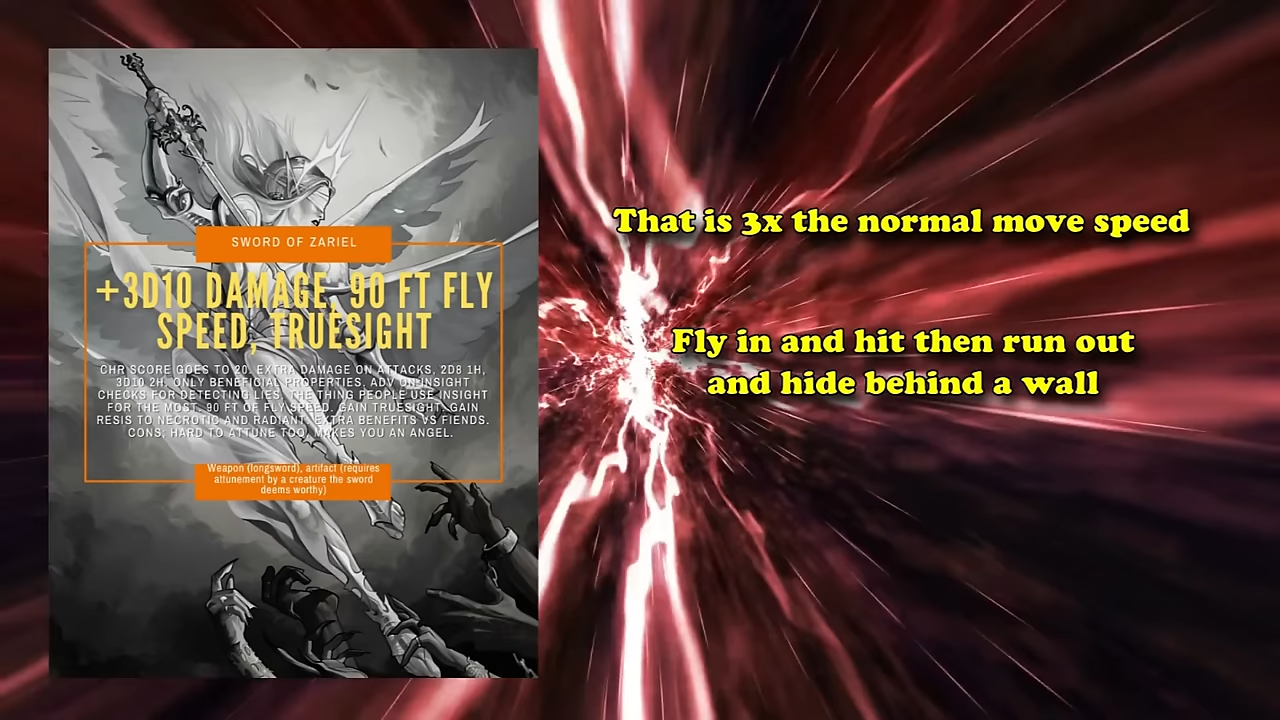 SWORD OF ZARIEL
+3D10 DAMAGE, 90 FT FLY
SPEED, TRUESIGHT
CHR SCORE GOES TO 20. EXTRA DAMAGE ON ATTACKS, 2D8 1H,
3D10 2H, ONLY BENEFICIAL PROPERTIES, ADV ON INSIGHT
CHECKS FOR DETECTING LIES, THE THING PEOPLE USE INSIGHT
FOR THE MOST. 90 FT OF FLY SPEED. GAIN TRUESIGHT. GAIN
RESIS TO NECROTIC AND RADIANT. EXTRA BENEFITS VS FIENDS.
CONS; HARD TO ATTUNE TOO, MAKES YOU AN ANGEL.
Weapon (longsword), artifact (requires
attunement by a creature the sword
deems worthy)
That is 3x the normal move speed
Fly in and hit then run out
and hide behind a wall